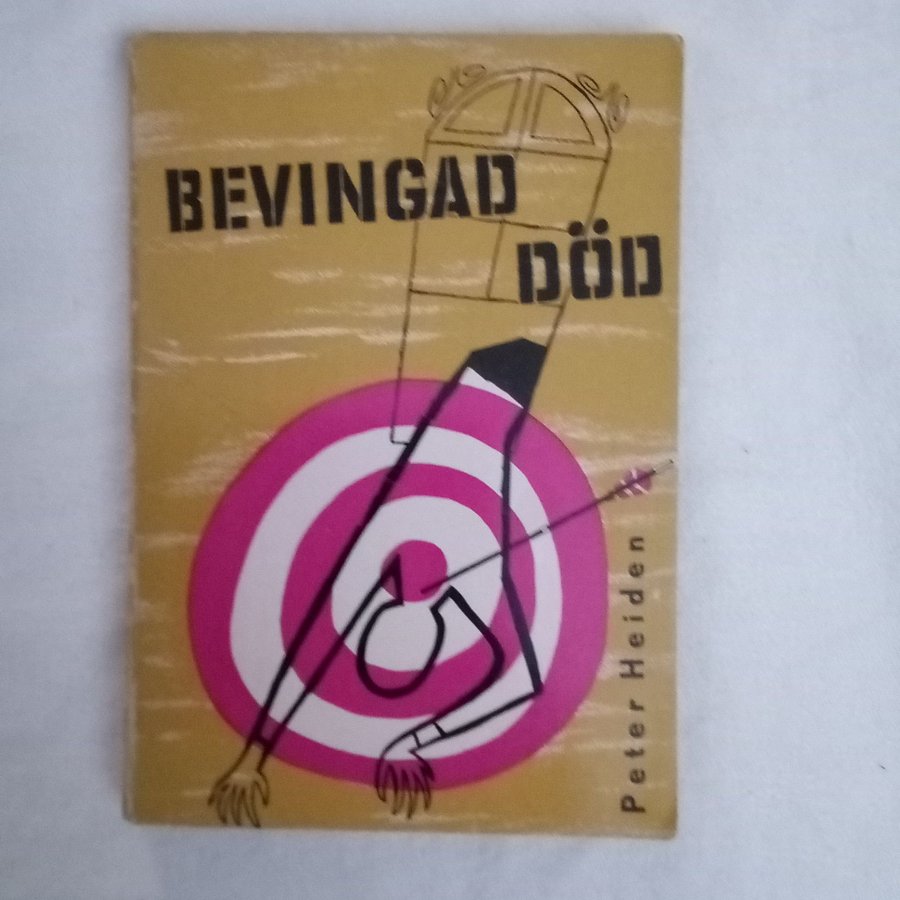 BEVINGAD
DÖD
Peter Heiden